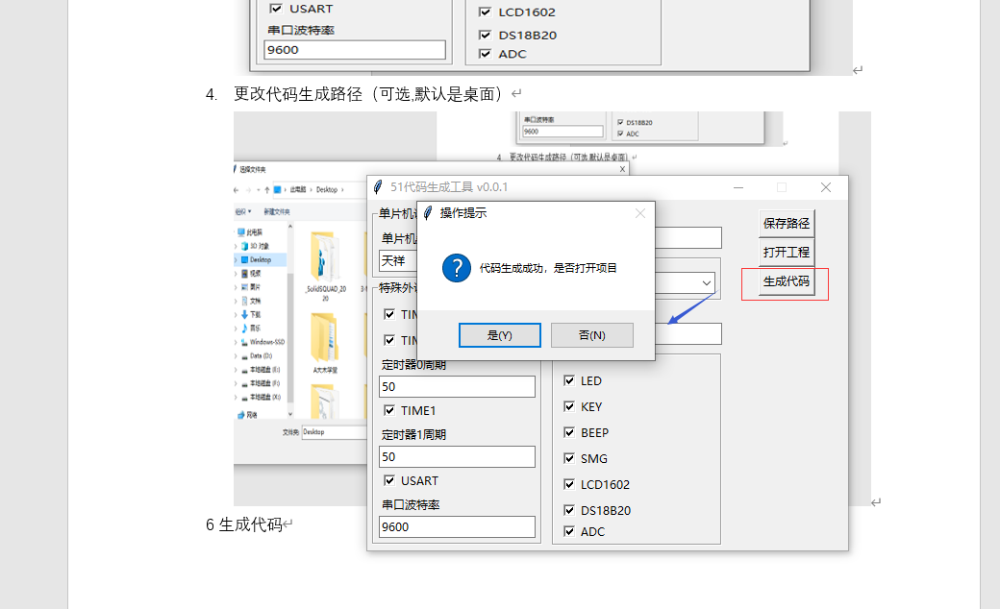 USART
LCD1602
串口波特率
DS18B20
9600
ADC
4. 更改代码生成路径（可选,默认是桌面）
串口波特率
DS18B20
9600
ADC
4. 更改代码生成路径（可选,默认是桌面）
选择文件夹
此电脑 › Desktop ›
组织 新建文件夹
此电脑
3D 对象
Desktop
视频
图片
文档
下载
音乐
Windows-SSD
Data (D:)
本地磁盘 (E:)
本地磁盘 (F:)
本地磁盘 (X:)
网络
_SolidSQUAD_20
20
A大木学堂
文件夹: Desktop
51代码生成工具 v0.0.1
单片机
单片机
天祥
特殊外
操作提示
代码生成成功，是否打开项目
是(Y)
否(N)
保存路径
打开工程
生成代码
定时器0周期
50
TIME1
定时器1周期
50
USART
串口波特率
9600
LED
KEY
BEEP
SMG
LCD1602
DS18B20
ADC
6 生成代码